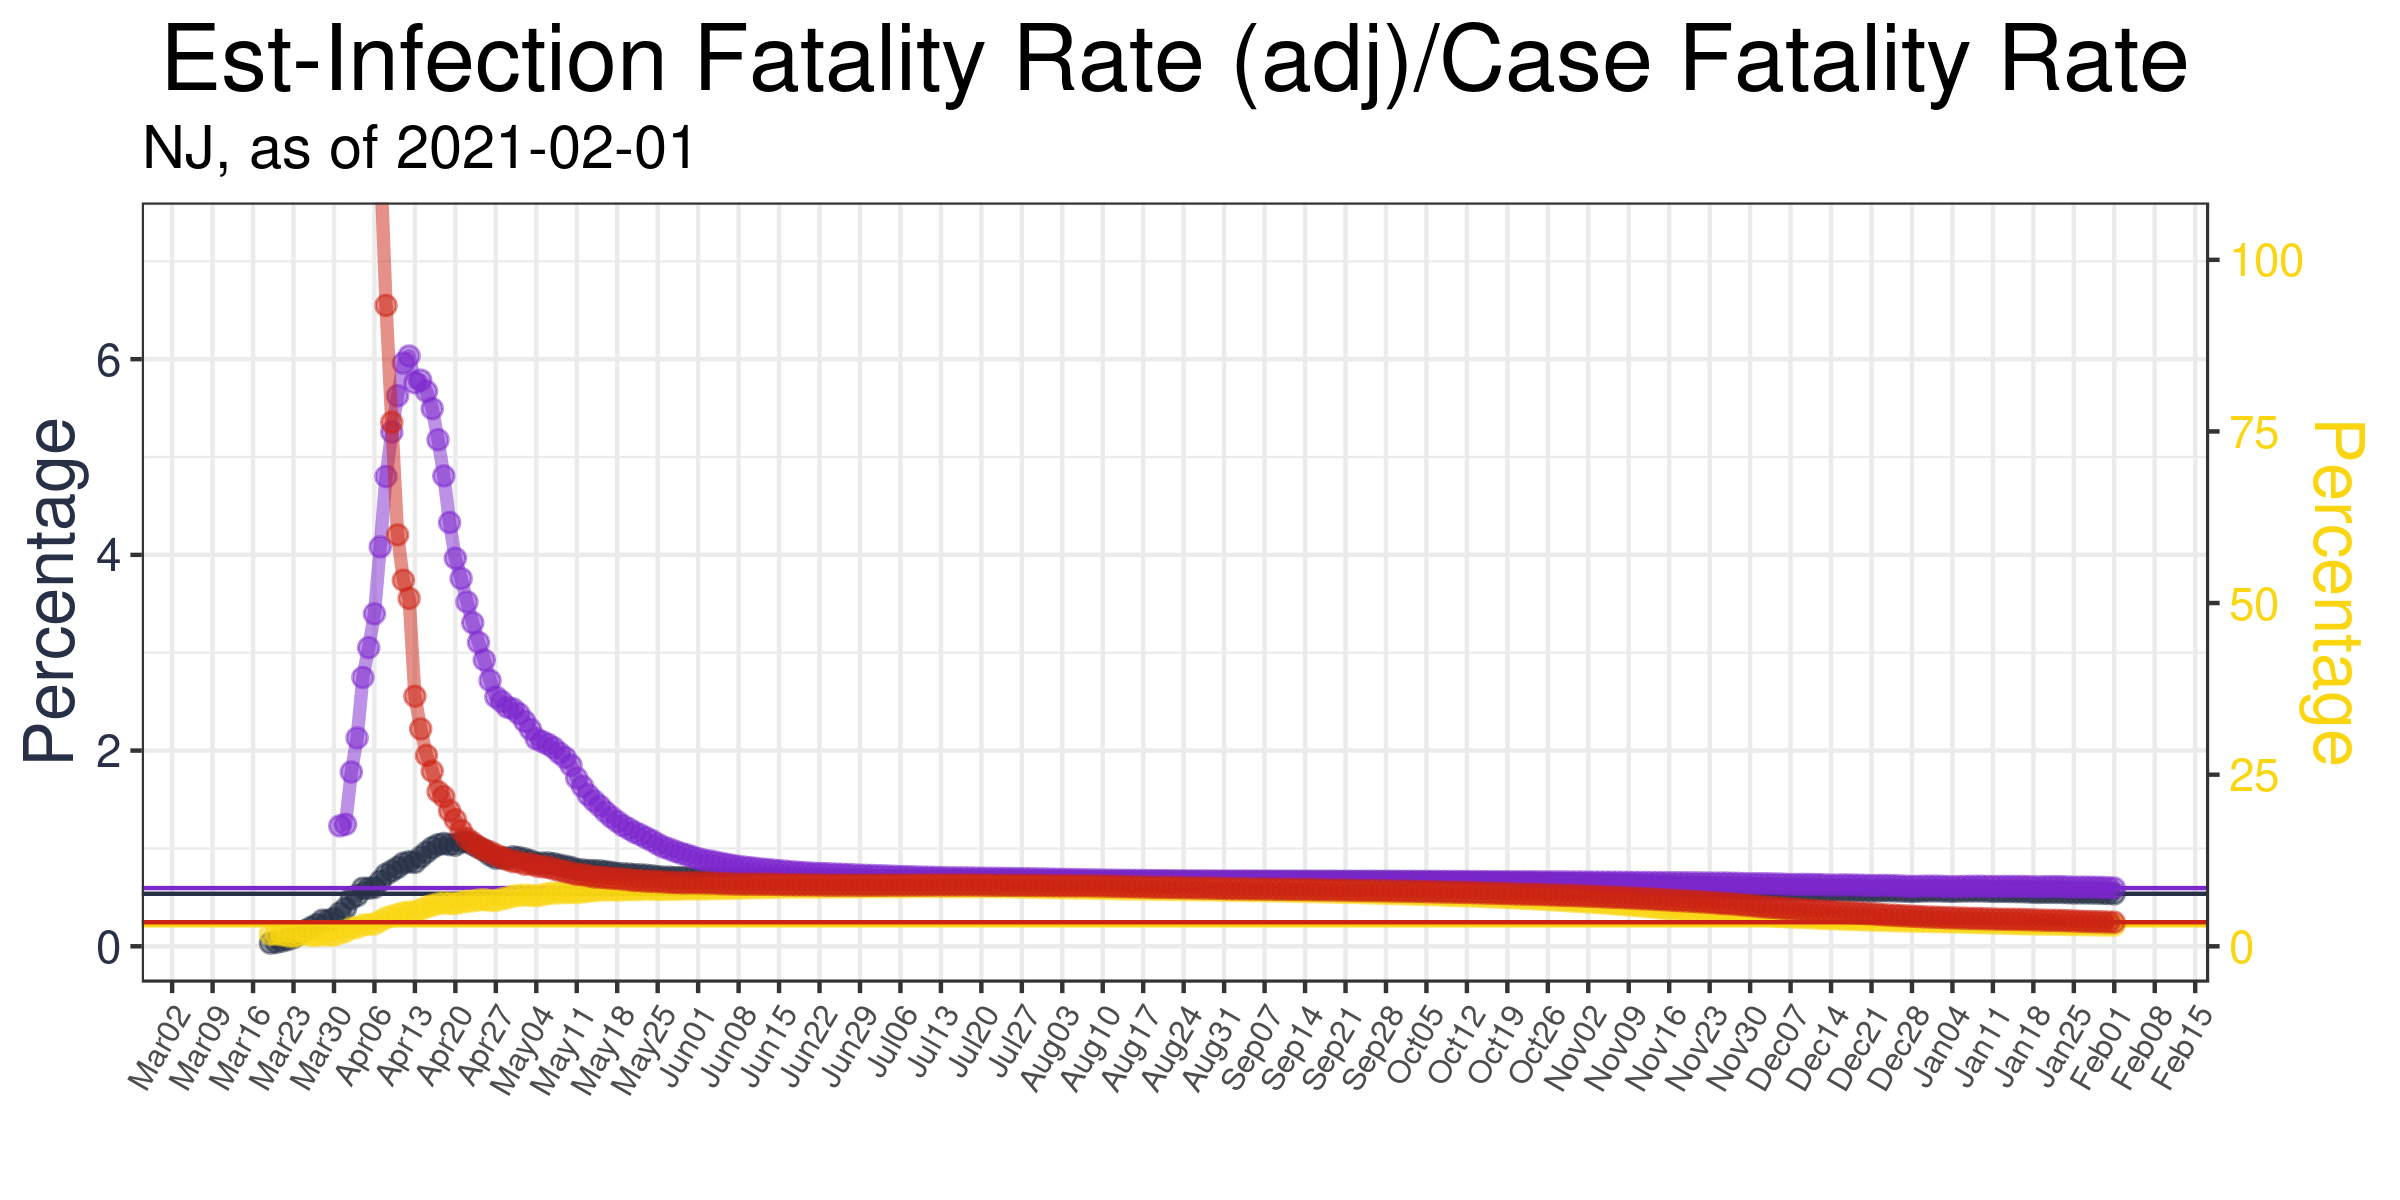 Est-Infection Fatality Rate (adj)/Case Fatality Rate
NJ, as of 2021-02-01
Percentage
6
4
2
0
100
75
50
25
0
Percentage
Mar02
Mar09
Mar16
Mar23
Mar30
Apr06
Apr13
Apr20
Apr27
May04
May11
May18
May25
Jun01
Jun08
Jun15
Jun22
Jun29
Jul06
Jul13
Jul20
Jul27
Aug03
Aug10
Aug17
Aug24
Aug31
Sep07
Sep14
Sep21
Sep28
Oct05
Oct12
Oct19
Oct26
Nov02
Nov09
Nov16
Nov23
Nov30
Dec07
Dec14
Dec21
Dec28
Jan04
Jan11
Jan18
Jan25
Feb01
Feb08
Feb15